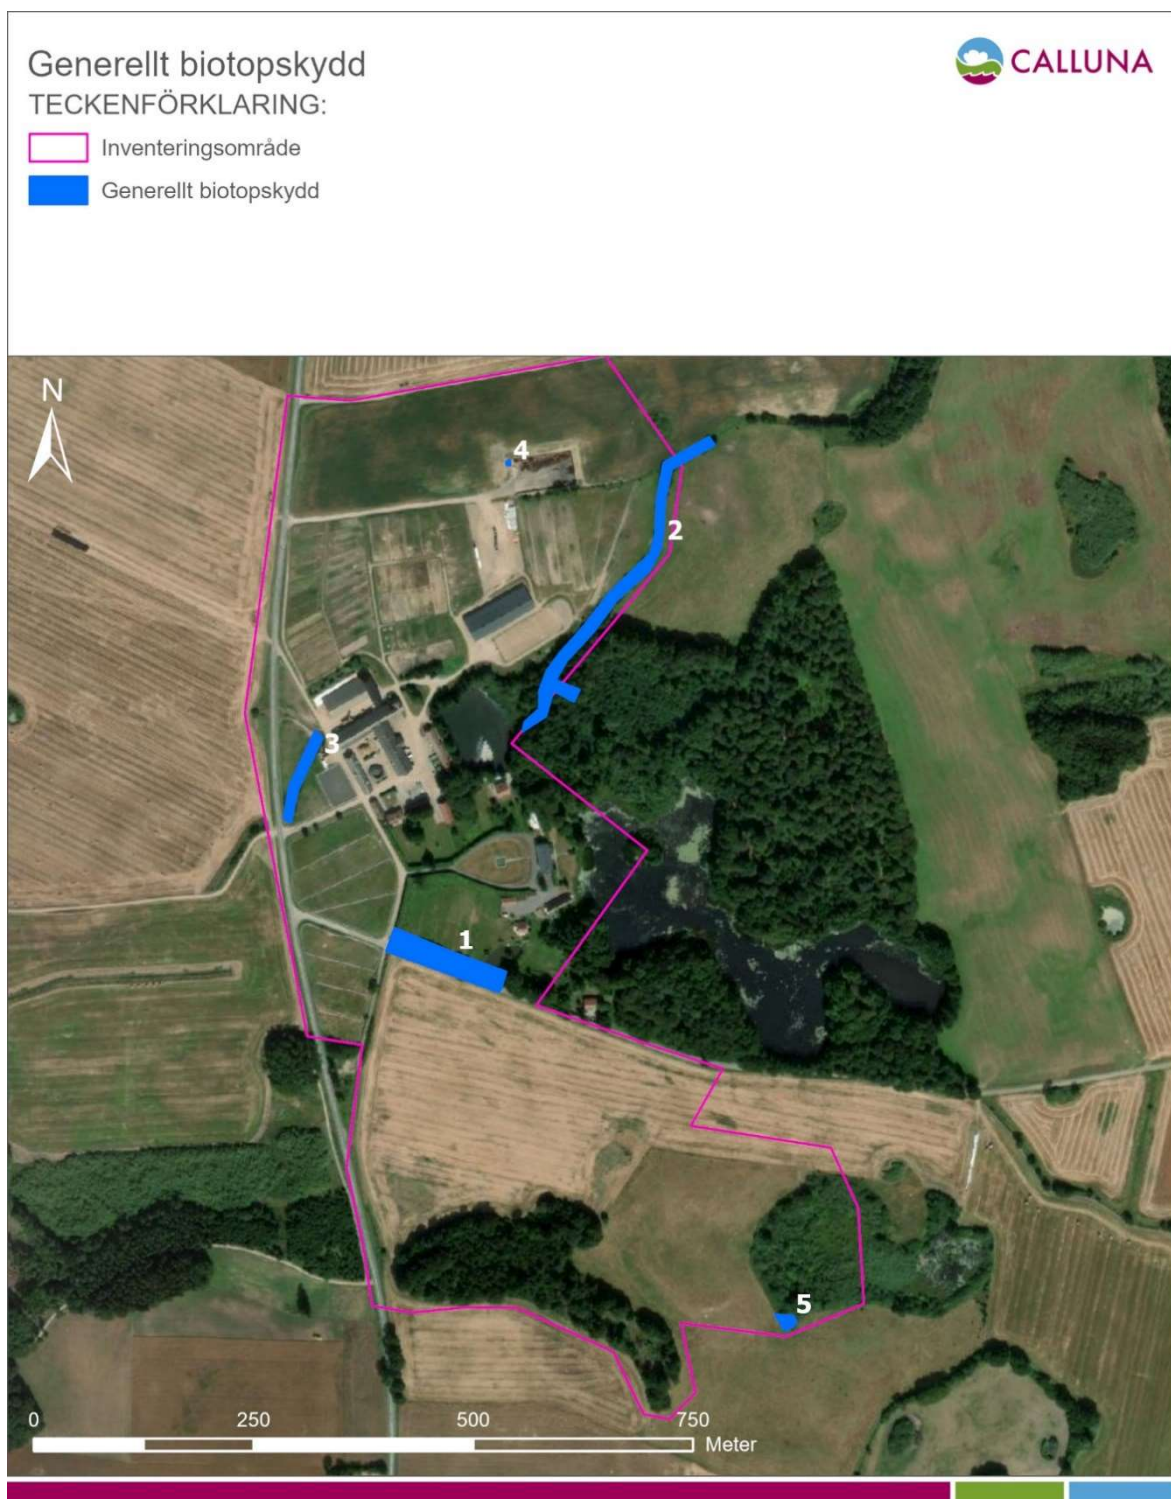 Generellt biotopskydd
CALLUNA
TECKENFÖRKLARING:
Inventeringsområde
Generellt biotopskydd
N
4
2
3
1
5
0 250 500 750
Meter